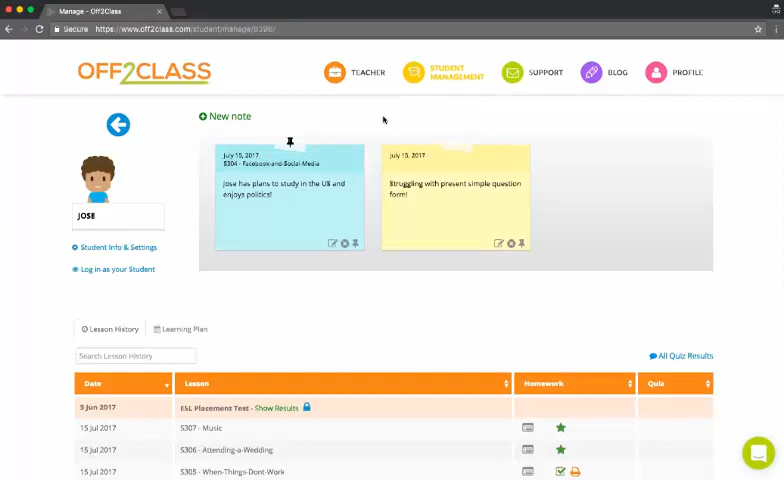 Manage - Off2Class
Secure https://www.off2class.com/student/manage/8398/
OFF2CLASS
TEACHER
STUDENT MANAGEMENT
SUPPORT
BLOG
PROFILE
New note
July 15, 2017
S304 - Facebook-and-Social-Media
Jose has plans to study in the US and
enjoys politics!
July 15, 2017
Struggling with present simple question
form!
JOSE
Student Info & Settings
Log in as your Student
Lesson History
Learning Plan
Search Lesson History
All Quiz Results
Date Lesson Homework Quiz
5 Jun 2017 ESL Placement Test - Show Results
15 Jul 2017 S307 - Music
15 Jul 2017 S306 - Attending-a-Wedding
15 Jul 2017 S305 - When-Things-Dont-Work